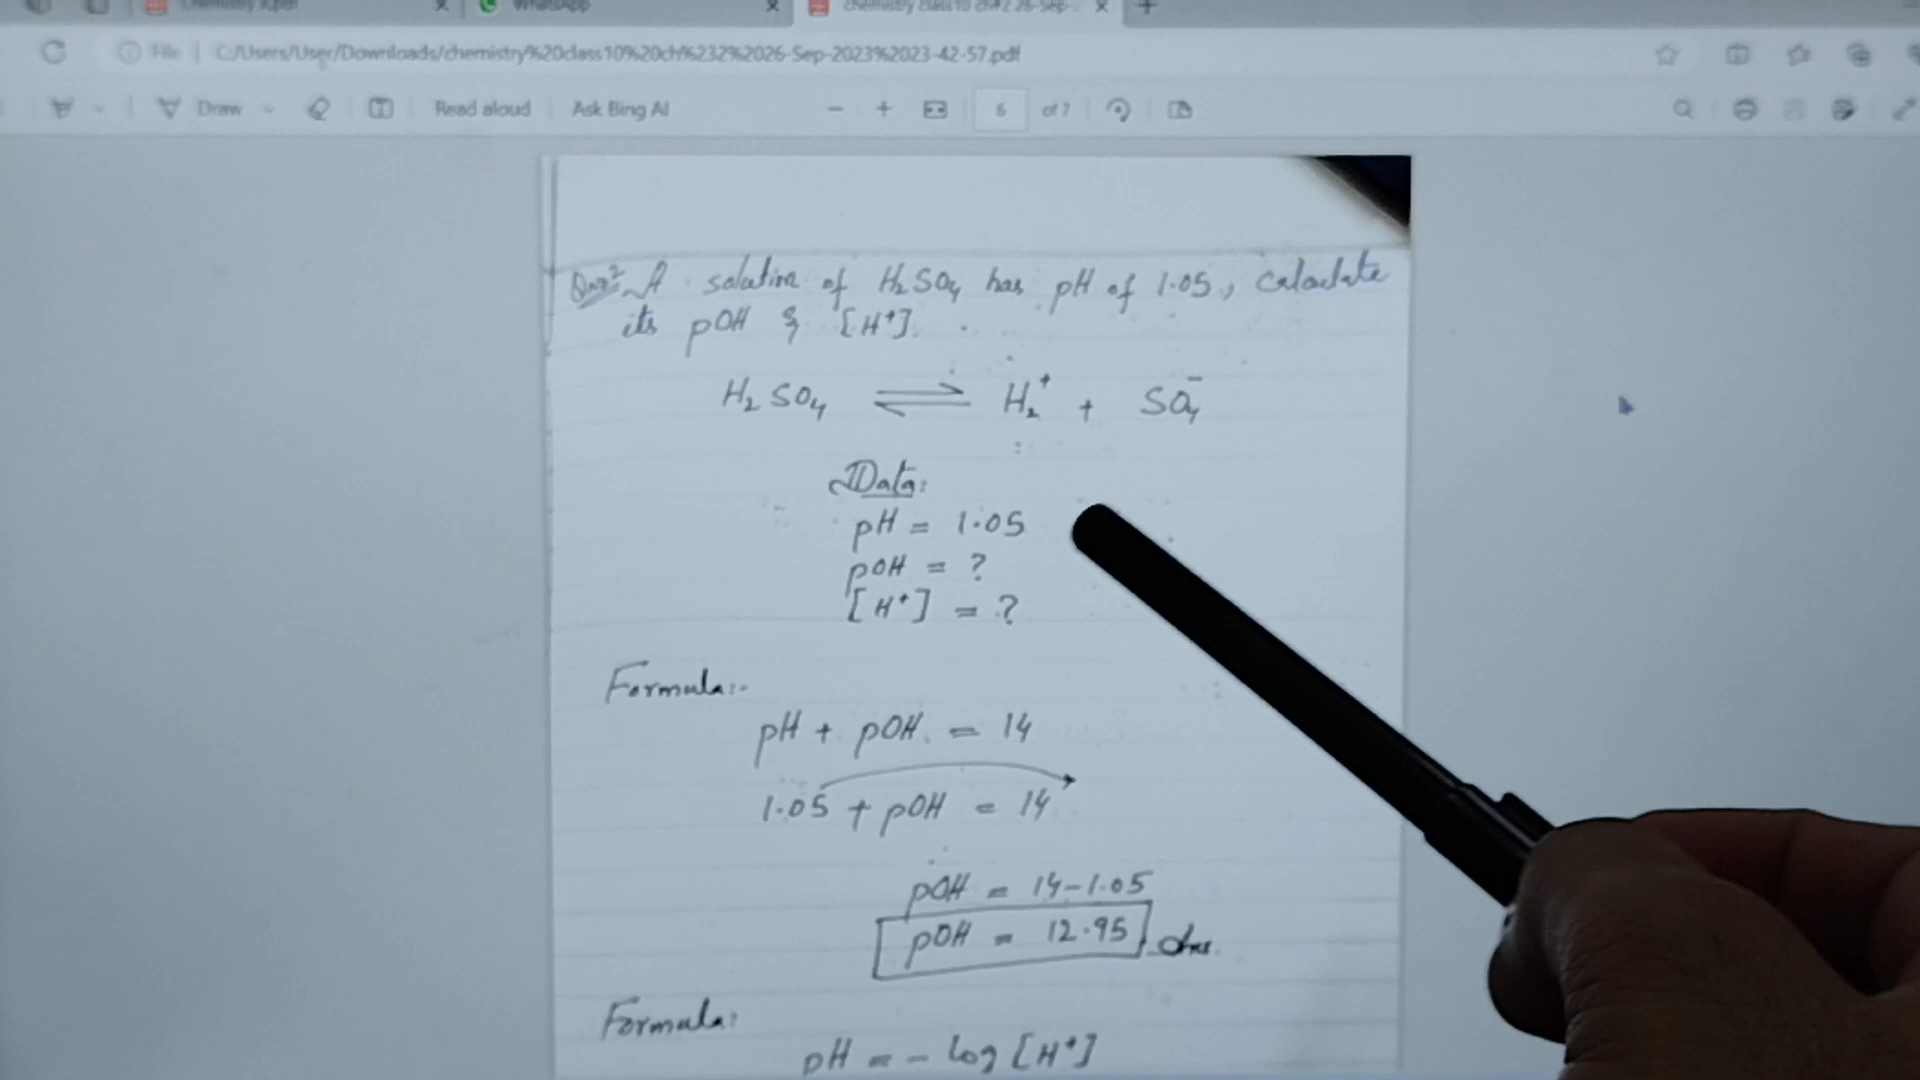 WhatsApp
File | C:/Users/User/Downloads/chemistry%20class10%20ch%232%2026-Sep-2023%2023-42-57.pdf
Draw Read aloud Ask Bing AI − + 6 of 7
Ques2. A solution of H₂SO₄ has pH of 1.05, calculate
its pOH & [H⁺].
H₂SO₄ ⇌ H₂⁺ + SO₄⁻
Data:
pH = 1.05
pOH = ?
[H⁺] = ?
Formula:-
pH + pOH = 14
1.05 + pOH = 14
pOH = 14-1.05
pOH = 12.95 Ans.
Formula:
pH = - log [H⁺]